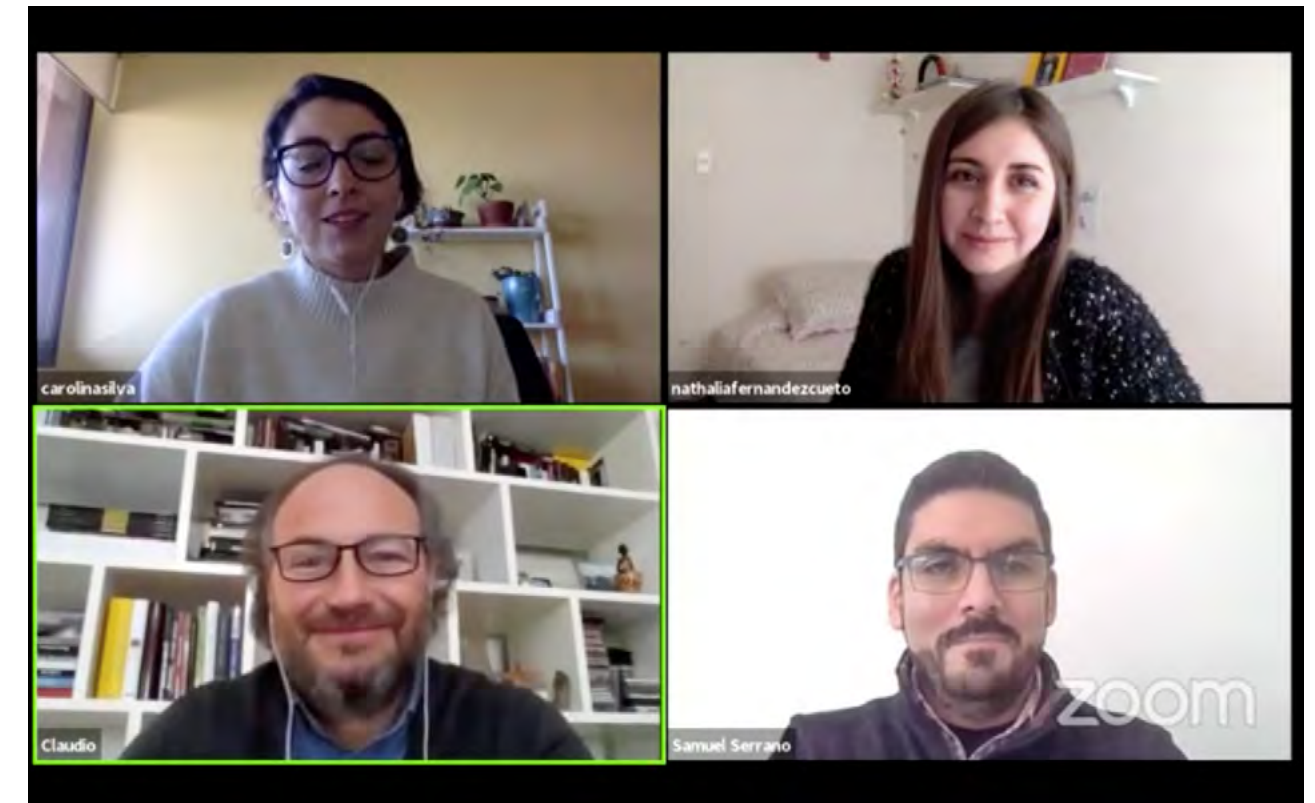 carolinasilva
nathaliafernandezcueto
Claudio
Samuel Serrano
zoom